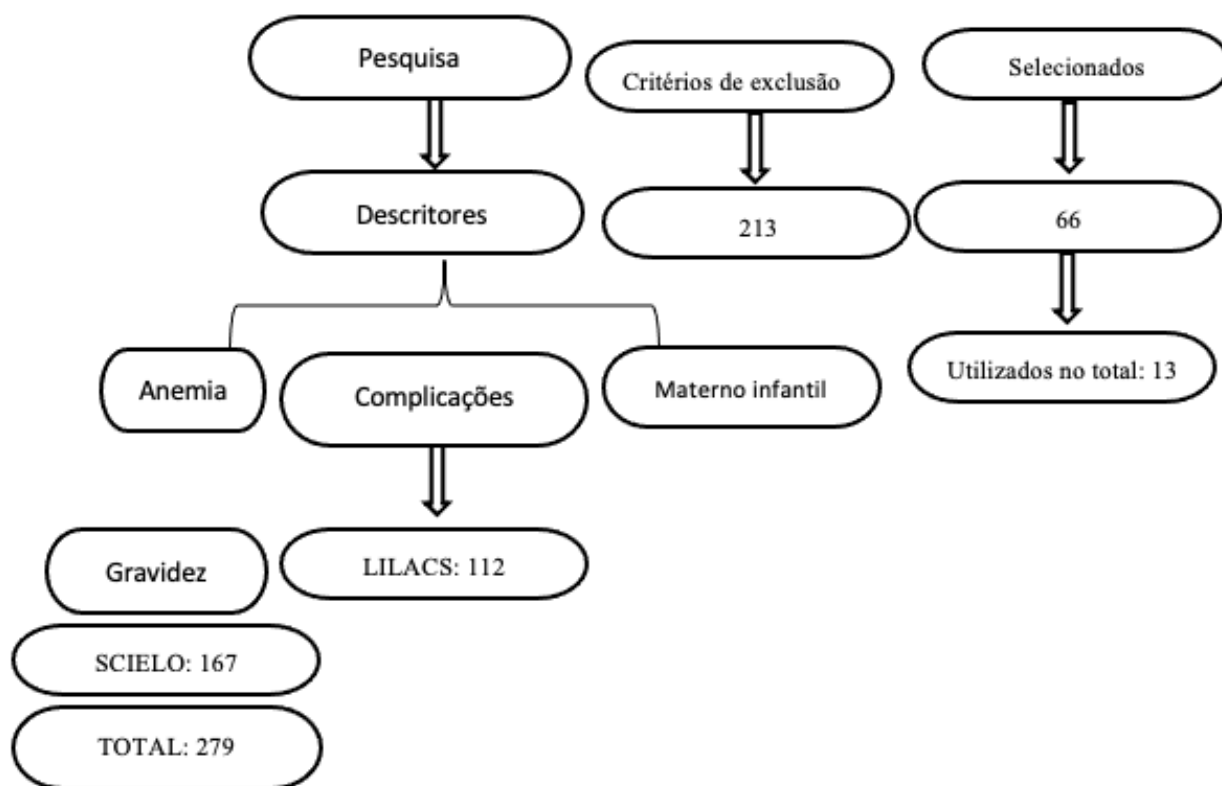 Pesquisa
Critérios de exclusão
Selecionados
Descritores
213
66
Anemia
Complicações
Materno infantil
Utilizados no total: 13
Gravidez
LILACS: 112
SCIELO: 167
TOTAL: 279